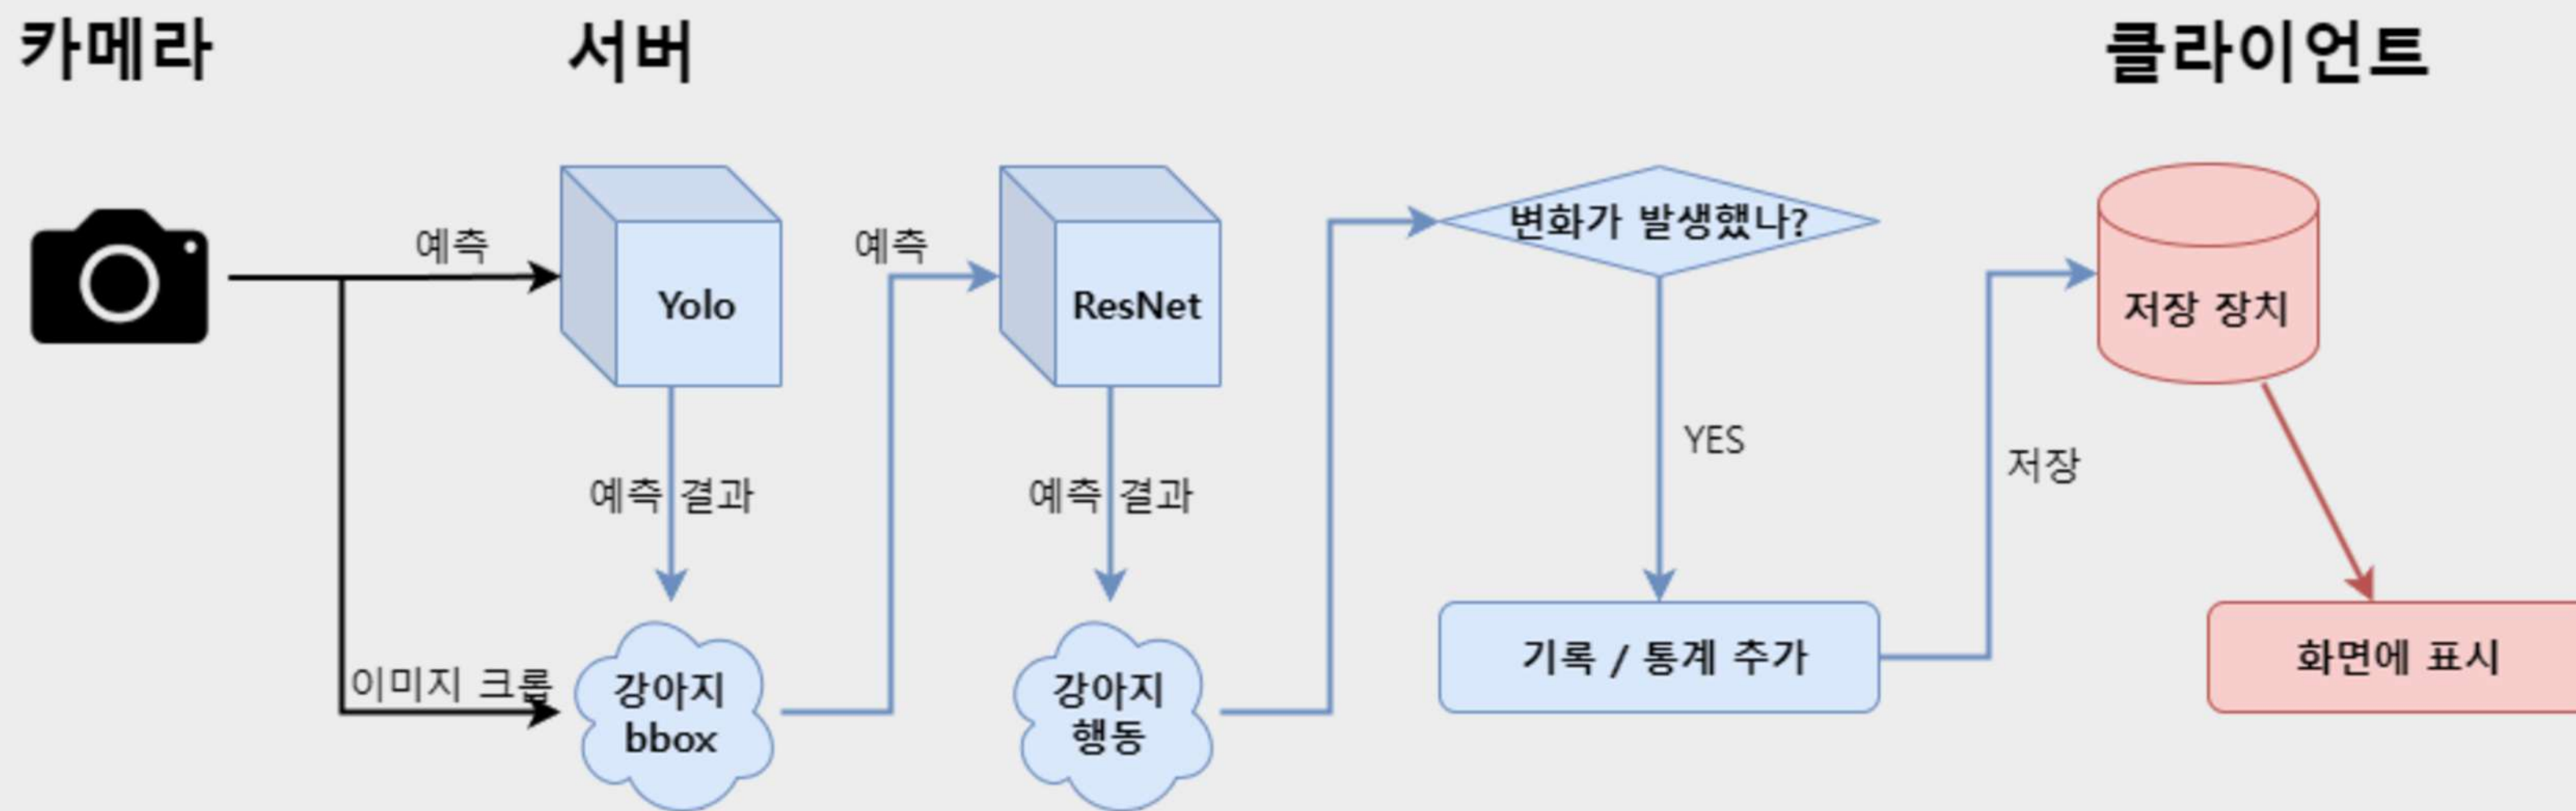 카메라
서버
클라이언트
예측
Yolo
예측
ResNet
변화가 발생했나?
저장 장치
예측 결과
예측 결과
YES
저장
이미지 크롭
강아지
bbox
강아지
행동
기록 / 통계 추가
화면에 표시